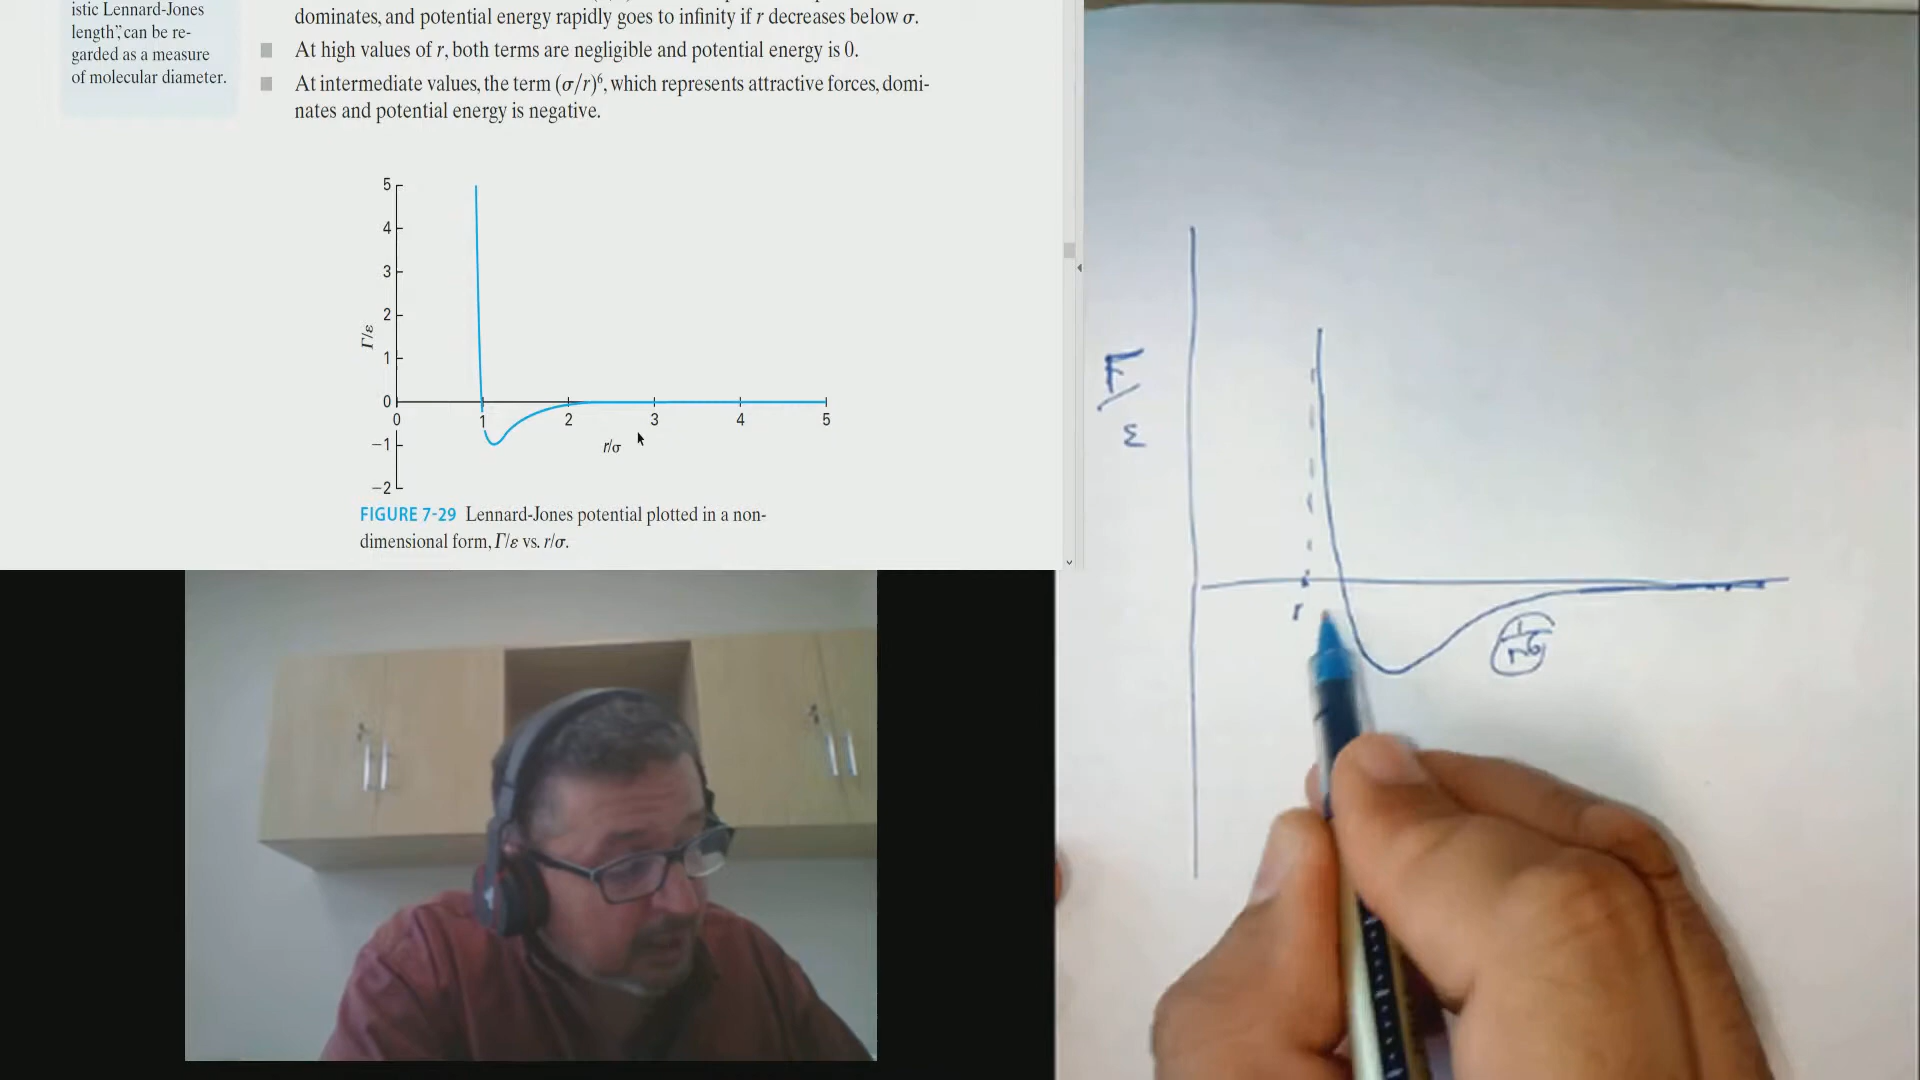 istic Lennard-Jones
length", can be re-
garded as a measure
of molecular diameter.
dominates, and potential energy rapidly goes to infinity if r decreases below σ.
■ At high values of r, both terms are negligible and potential energy is 0.
■ At intermediate values, the term (σ/r)⁶, which represents attractive forces, domi-
nates and potential energy is negative.
5
4
3
2
1
0
−1
−2
Γ/ε
0 1 2 3 4 5
r/σ
FIGURE 7-29 Lennard-Jones potential plotted in a non-
dimensional form, Γ/ε vs. r/σ.
Γ/ε
r
1/r⁶